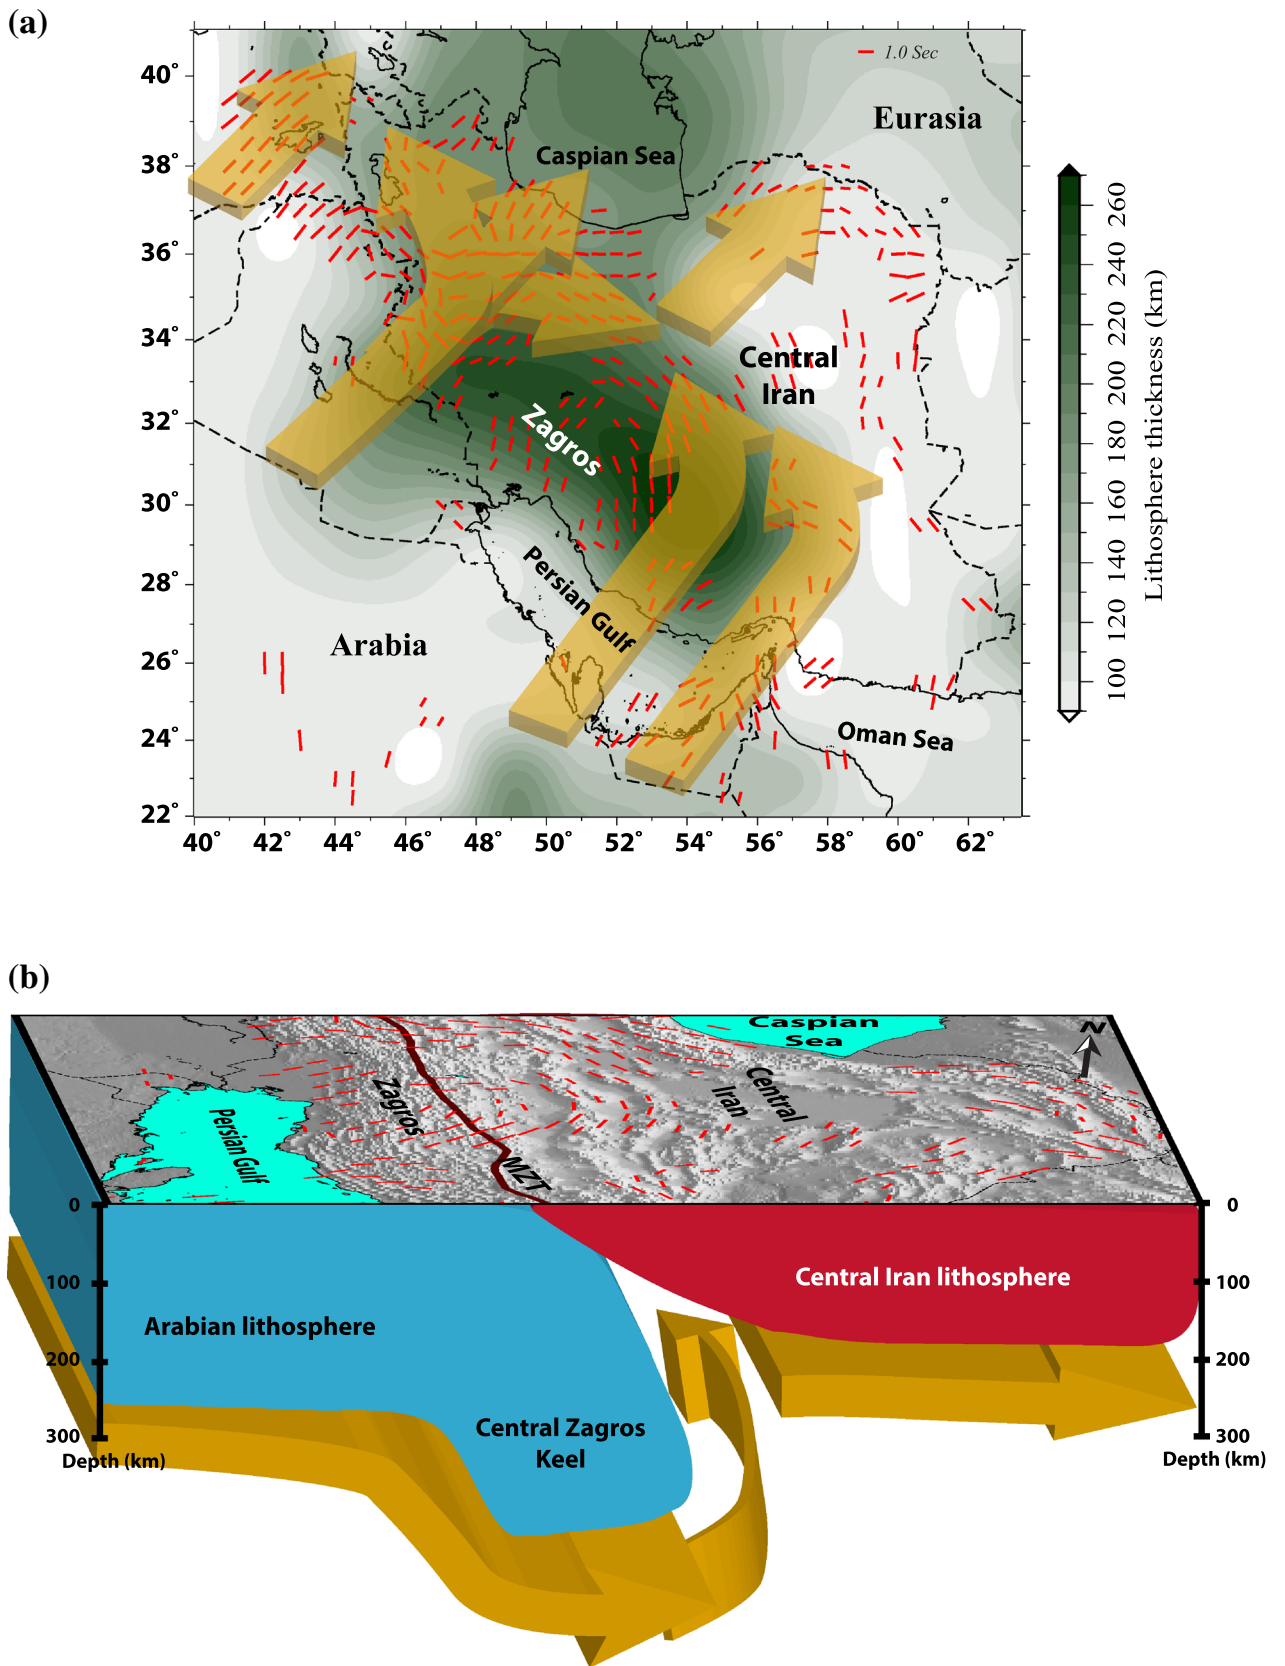 (a)
1.0 Sec
40°
Eurasia
Caspian Sea
38°
36°
34°
Central
Iran
32°
Zagros
30°
28°
Persian Gulf
Arabia
26°
Oman Sea
24°
22°
40° 42° 44° 46° 48° 50° 52° 54° 56° 58° 60° 62°
260
240
220
200
180
160
140
120
100
Lithosphere thickness (km)
(b)
Caspian
Sea
N
Zagros
Central
Iran
Persian Gulf
MZT
0
0
100
Central Iran lithosphere
100
Arabian lithosphere
200
200
Central Zagros
Keel
300
300
Depth (km)
Depth (km)